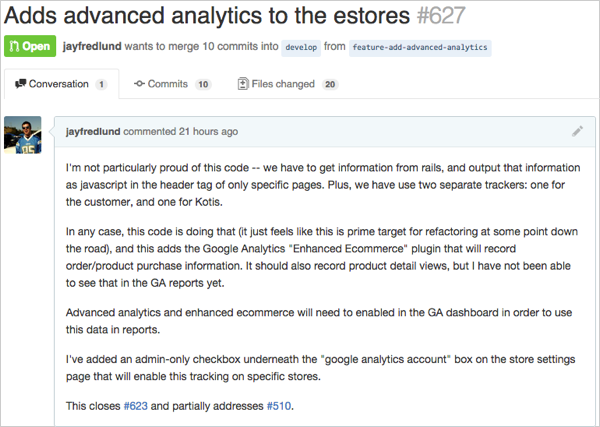 Adds advanced analytics to the estores #627
Open jayfredlund wants to merge 10 commits into develop from feature-add-advanced-analytics
Conversation 1 Commits 10 Files changed 20
jayfredlund commented 21 hours ago
I'm not particularly proud of this code -- we have to get information from rails, and output that information
as javascript in the header tag of only specific pages. Plus, we have use two separate trackers: one for
the customer, and one for Kotis.
In any case, this code is doing that (it just feels like this is prime target for refactoring at some point down
the road), and this adds the Google Analytics "Enhanced Ecommerce" plugin that will record
order/product purchase information. It should also record product detail views, but I have not been able
to see that in the GA reports yet.
Advanced analytics and enhanced ecommerce will need to enabled in the GA dashboard in order to use
this data in reports.
I've added an admin-only checkbox underneath the "google analytics account" box on the store settings
page that will enable this tracking on specific stores.
This closes #623 and partially addresses #510.